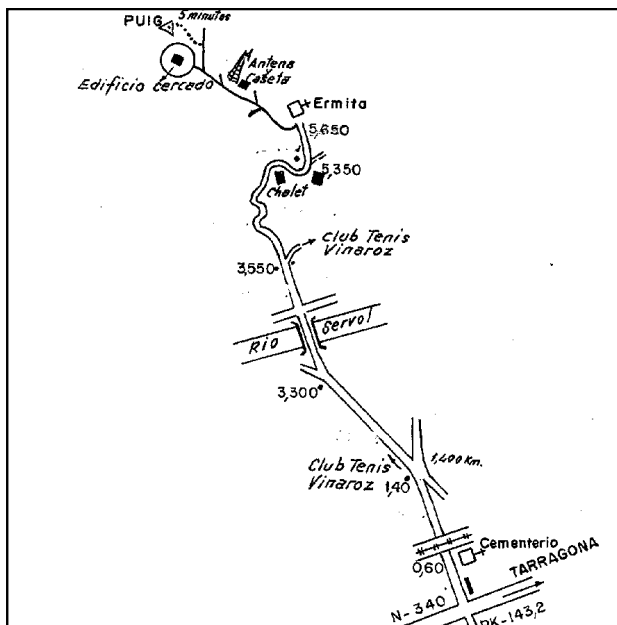 PUIG
5 minutos
Antena
Caseta
Edificio cercado
Ermita
5,650
5,350
Chalet
Club Tenis
Vinaroz
3,550
Rio Servol
3,300
Club Tenis
Vinaroz
1,400 Km.
1,40
Cementerio
0,60
TARRAGONA
N-340
PK-143,2